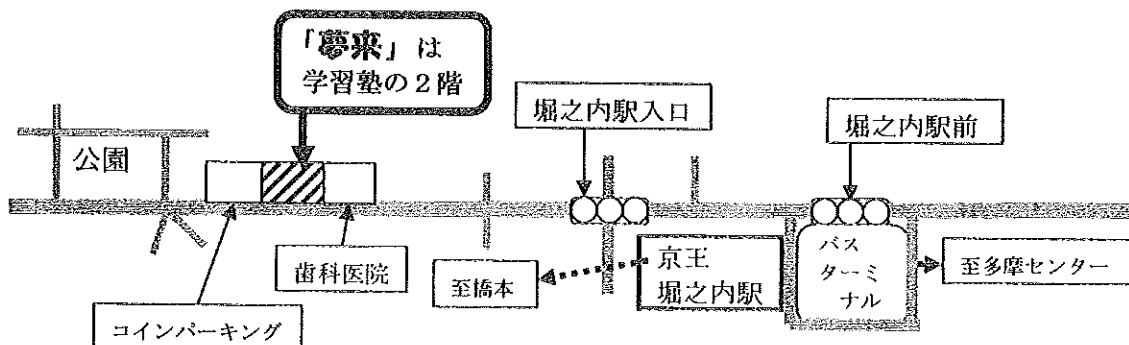 「夢来」は
学習塾の2階
堀之内駅入口
堀之内駅前
公園
歯科医院
コインパーキング
至橋本
京王
堀之内駅
バス
ターミ
ナル
至多摩センター